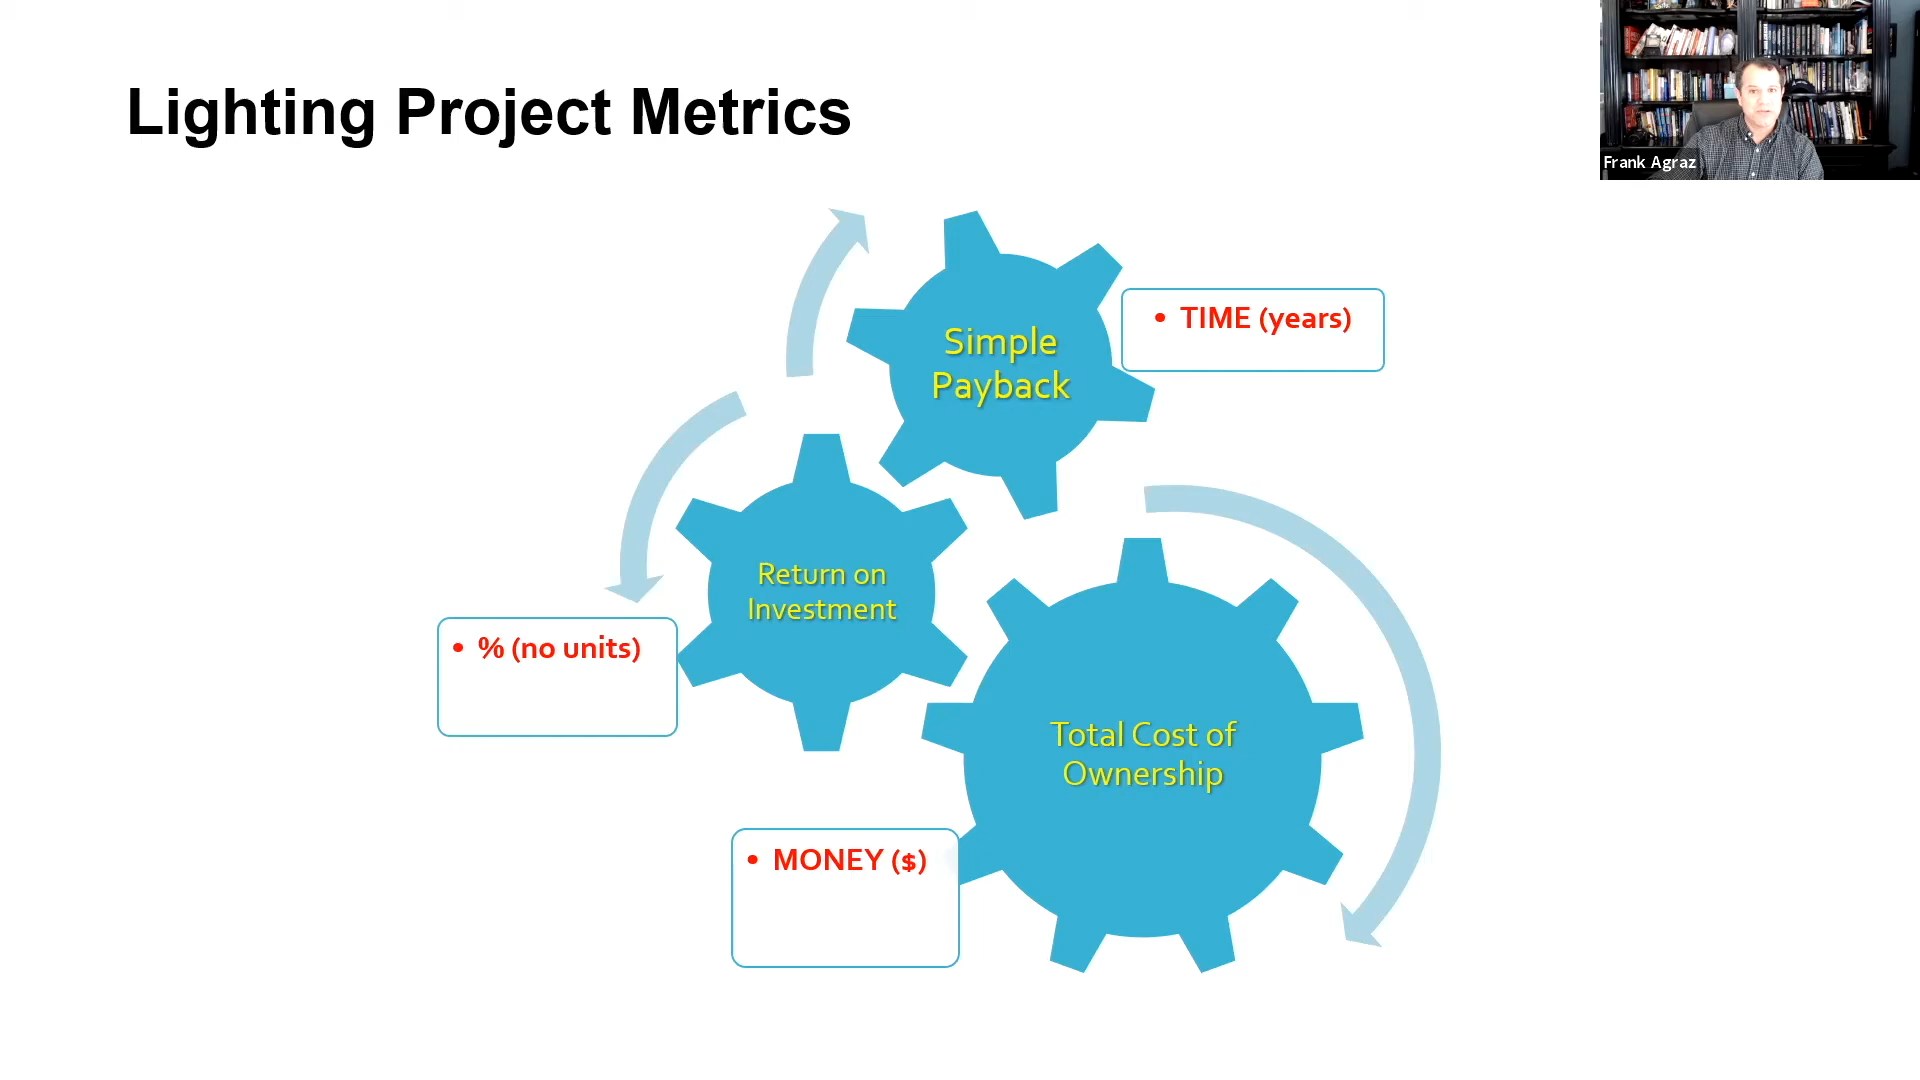 Lighting Project Metrics
Frank Agraz
Simple
Payback
• TIME (years)
Return on
Investment
• % (no units)
Total Cost of
Ownership
• MONEY ($)